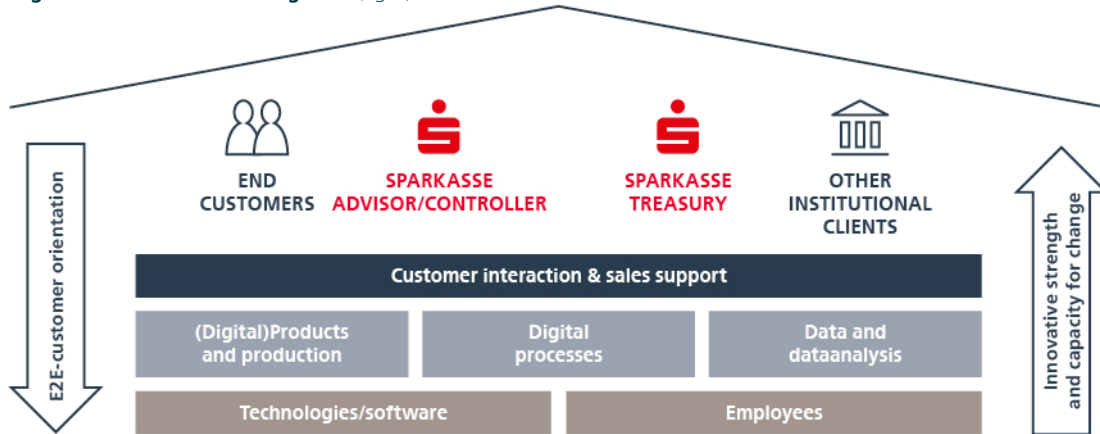 END
CUSTOMERS
SPARKASSE
ADVISOR/CONTROLLER
SPARKASSE
TREASURY
OTHER
INSTITUTIONAL
CLIENTS
E2E-customer orientation
Customer interaction & sales support
(Digital)Products
and production
Digital
processes
Data and
dataanalysis
Technologies/software
Employees
Innovative strength
and capacity for change